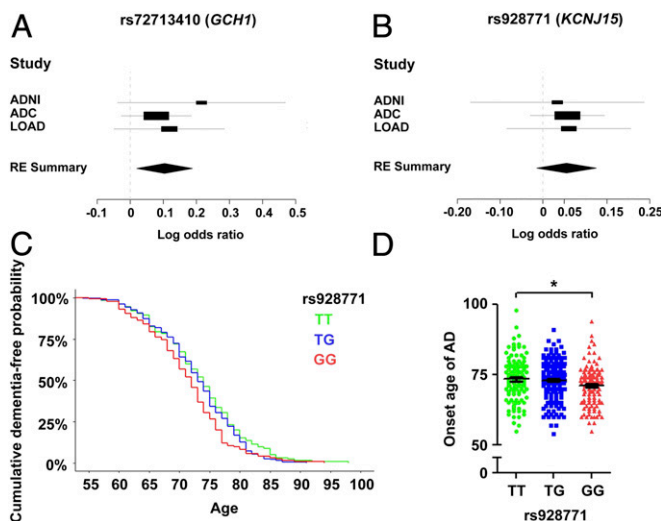 A
rs72713410 (GCH1)
Study
ADNI
ADC
LOAD
RE Summary
-0.1 0 0.1 0.2 0.3 0.4 0.5
Log odds ratio
B
rs928771 (KCNJ15)
Study
ADNI
ADC
LOAD
RE Summary
-0.20 -0.10 0 0.05 0.15 0.25
Log odds ratio
C
Cumulative dementia-free probability
100%
75%
50%
25%
0%
rs928771
TT
TG
GG
55 60 65 70 75 80 85 90 95 100
Age
D
*
Onset age of AD
100
75
50
0
TT TG GG
rs928771